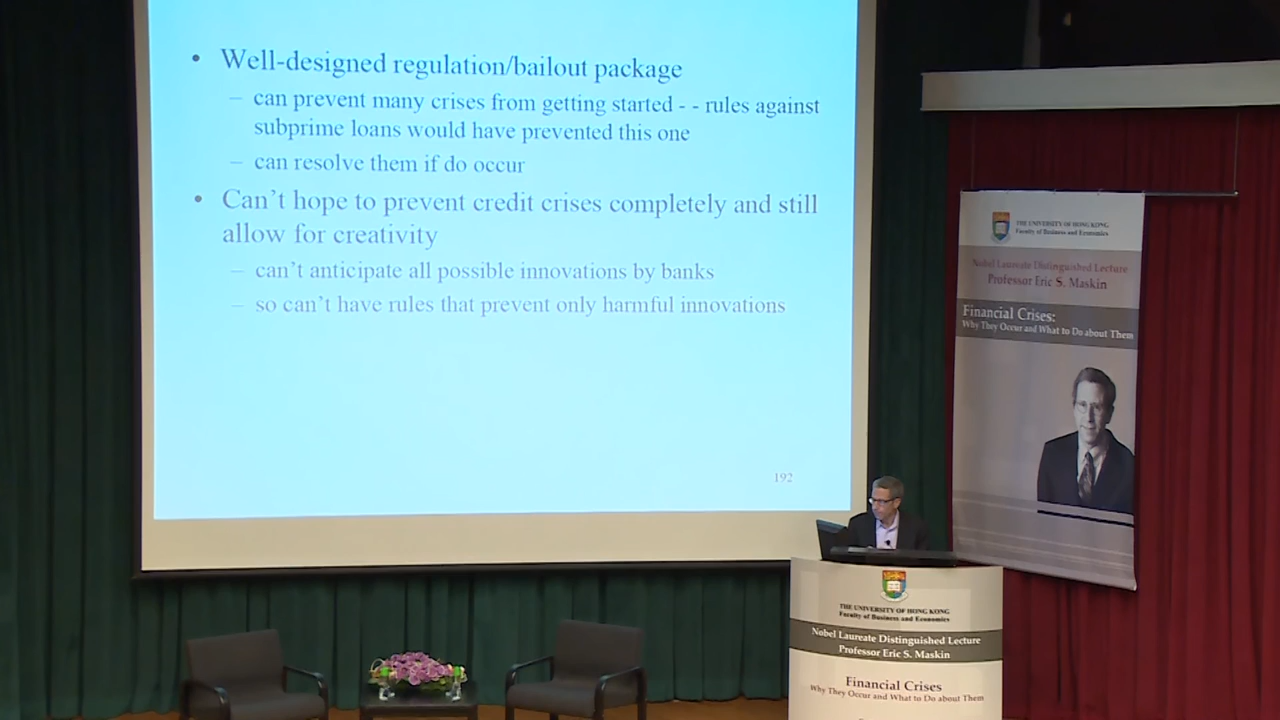 • Well-designed regulation/bailout package
– can prevent many crises from getting started - - rules against
subprime loans would have prevented this one
– can resolve them if do occur
• Can't hope to prevent credit crises completely and still
allow for creativity
– can't anticipate all possible innovations by banks
– so can't have rules that prevent only harmful innovations
192
THE UNIVERSITY OF HONG KONG
Faculty of Business and Economics
Nobel Laureate Distinguished Lecture
Professor Eric S. Maskin
Financial Crises:
Why They Occur and What to Do about Them
THE UNIVERSITY OF HONG KONG
Faculty of Business and Economics
Nobel Laureate Distinguished Lecture
Professor Eric S. Maskin
Financial Crises
Why They Occur and What to Do about Them